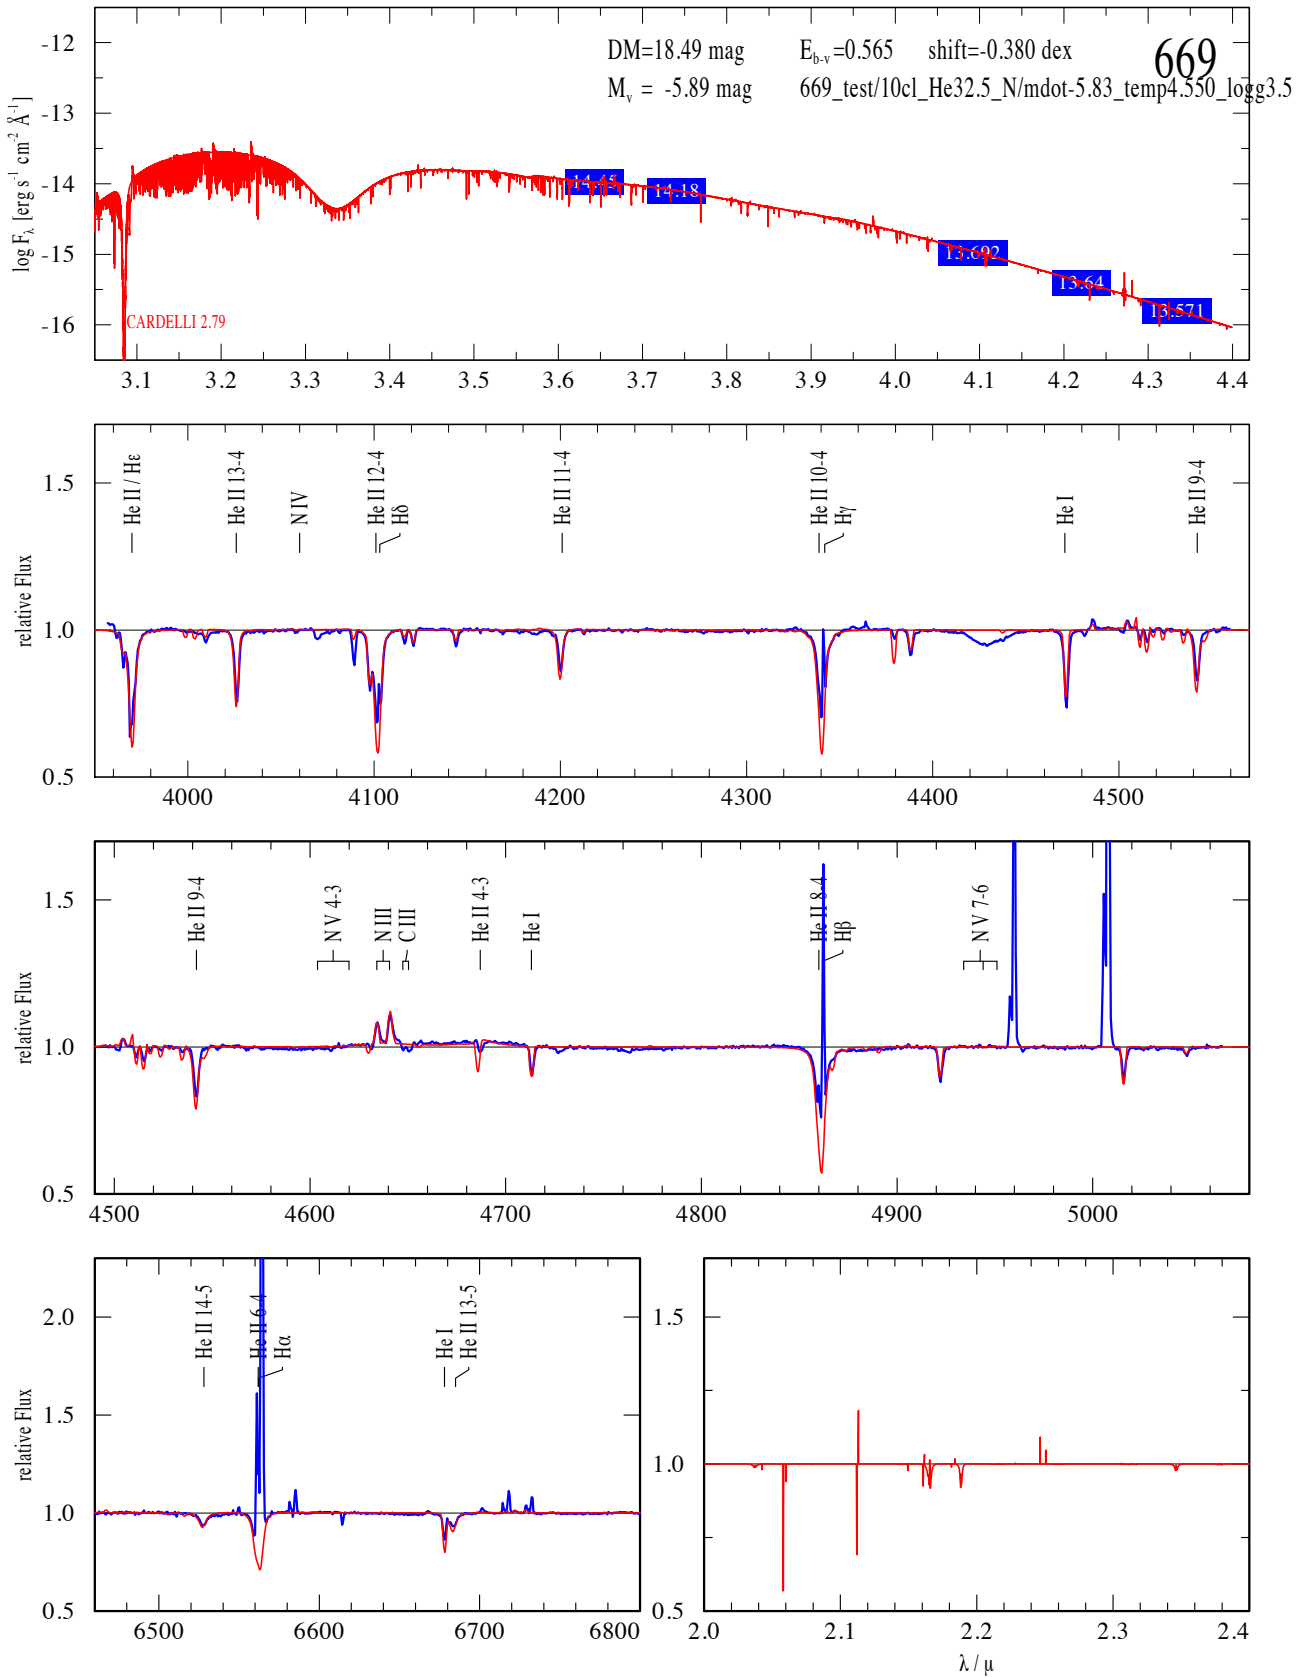 DM=18.49 mag E_b-v=0.565 shift=-0.380 dex 669
M_v = -5.89 mag 669_test/10cl_He32.5_N/mdot-5.83_temp4.550_logg3.5
log F_λ [erg s⁻¹ cm⁻² Å⁻¹]
-12
-13
-14
-15
-16
14.45
14.18
13.692
13.64
13.571
CARDELLI 2.79
3.1 3.2 3.3 3.4 3.5 3.6 3.7 3.8 3.9 4.0 4.1 4.2 4.3 4.4
relative Flux
1.5
1.0
0.5
He II / Hε
He II 13-4
N IV
He II 12-4
Hδ
He II 11-4
He II 10-4
Hγ
He I
He II 9-4
4000 4100 4200 4300 4400 4500
relative Flux
1.5
1.0
0.5
He II 9-4
N V 4-3
N III
C III
He II 4-3
He I
He II 8-4
Hβ
N V 7-6
4500 4600 4700 4800 4900 5000
relative Flux
2.0
1.5
1.0
0.5
He II 14-5
He II 6-4
Hα
He I
He II 13-5
6500 6600 6700 6800
1.5
1.0
0.5
2.0 2.1 2.2 2.3 2.4
λ / μ